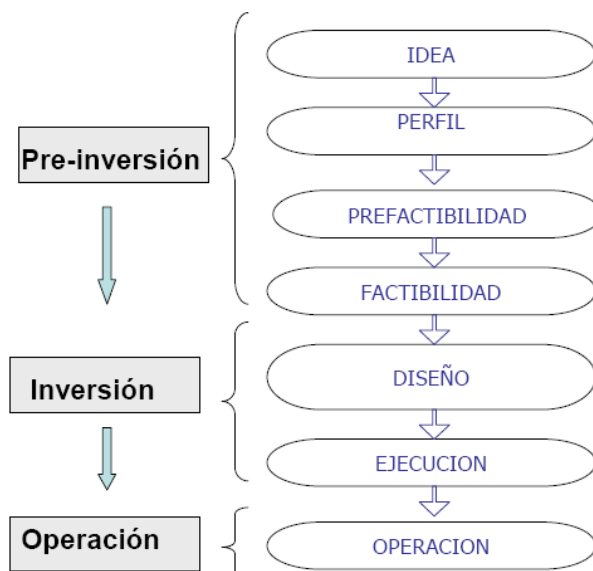 IDEA
PERFIL
Pre-inversión
PREFACTIBILIDAD
FACTIBILIDAD
Inversión
DISEÑO
EJECUCION
Operación
OPERACION